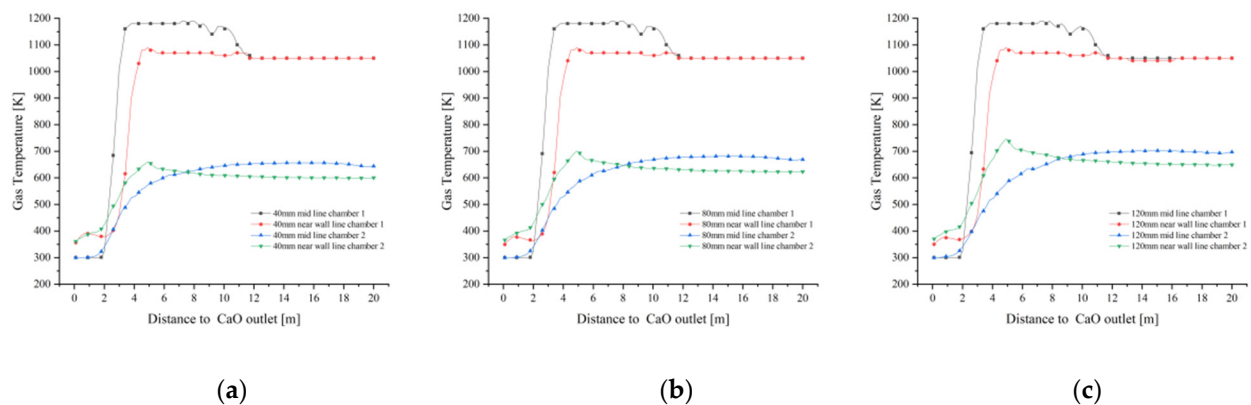 1200
1100
1000
900
800
700
600
500
400
300
200
Gas Temperature [K]
40mm mid line chamber 1
40mm near wall line chamber 1
40mm mid line chamber 2
40mm near wall line chamber 2
0 2 4 6 8 10 12 14 16 18 20
Distance to CaO outlet [m]
(a)
1200
1100
1000
900
800
700
600
500
400
300
200
Gas Temperature [K]
80mm mid line chamber 1
80mm near wall line chamber 1
80mm mid line chamber 2
80mm near wall line chamber 2
0 2 4 6 8 10 12 14 16 18 20
Distance to CaO outlet [m]
(b)
1200
1100
1000
900
800
700
600
500
400
300
200
Gas Temperature [K]
120mm mid line chamber 1
120mm near wall line chamber 1
120mm mid line chamber 2
120mm near wall line chamber 2
0 2 4 6 8 10 12 14 16 18 20
Distance to CaO outlet [m]
(c)